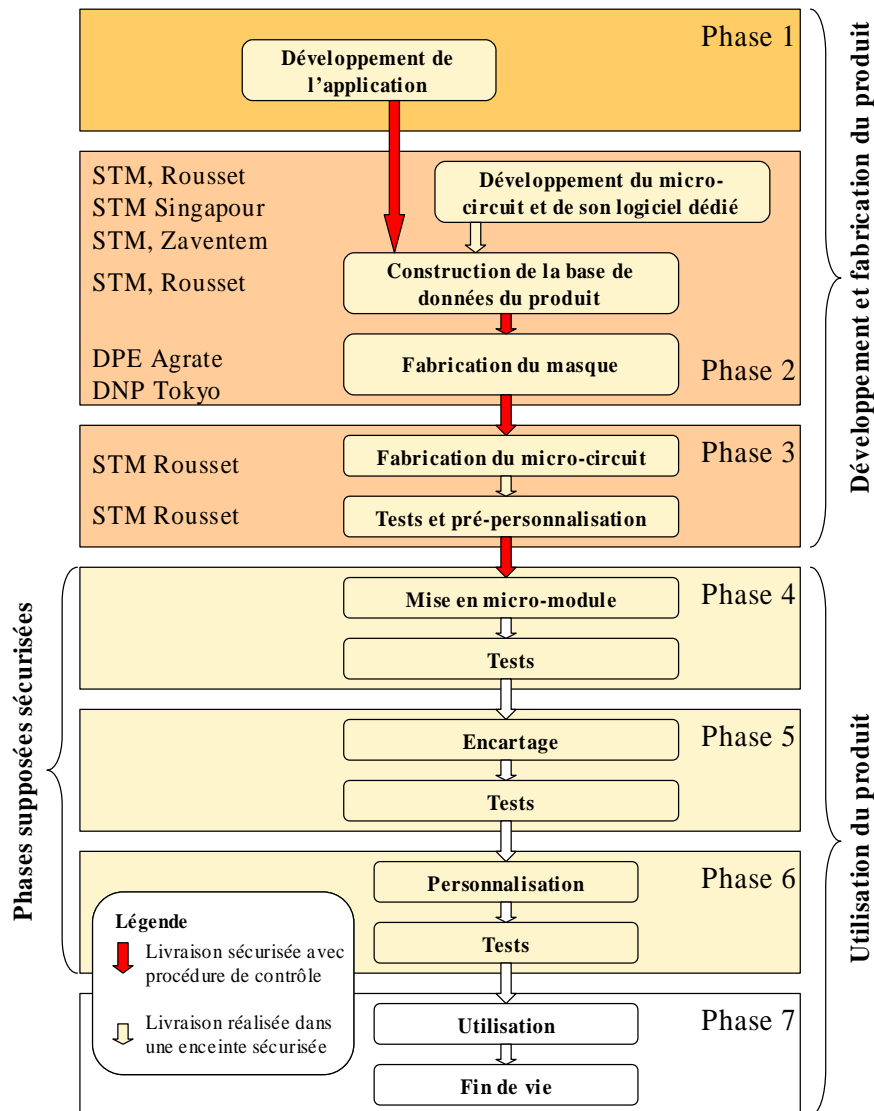 Phase 1
Développement de
l'application
STM, Rousset
STM Singapour
STM, Zaventem
STM, Rousset
Développement du micro-
circuit et de son logiciel dédié
Construction de la base de
données du produit
DPE Agrate
DNP Tokyo
Fabrication du masque
Phase 2
Développement et fabrication du produit
Phase 3
STM Rousset
Fabrication du micro-circuit
STM Rousset
Tests et pré-personnalisation
Phases supposées sécurisées
Phase 4
Mise en micro-module
Tests
Phase 5
Encartage
Tests
Utilisation du produit
Phase 6
Personnalisation
Tests
Légende
Livraison sécurisée avec
procédure de contrôle
Livraison réalisée dans
une enceinte sécurisée
Phase 7
Utilisation
Fin de vie